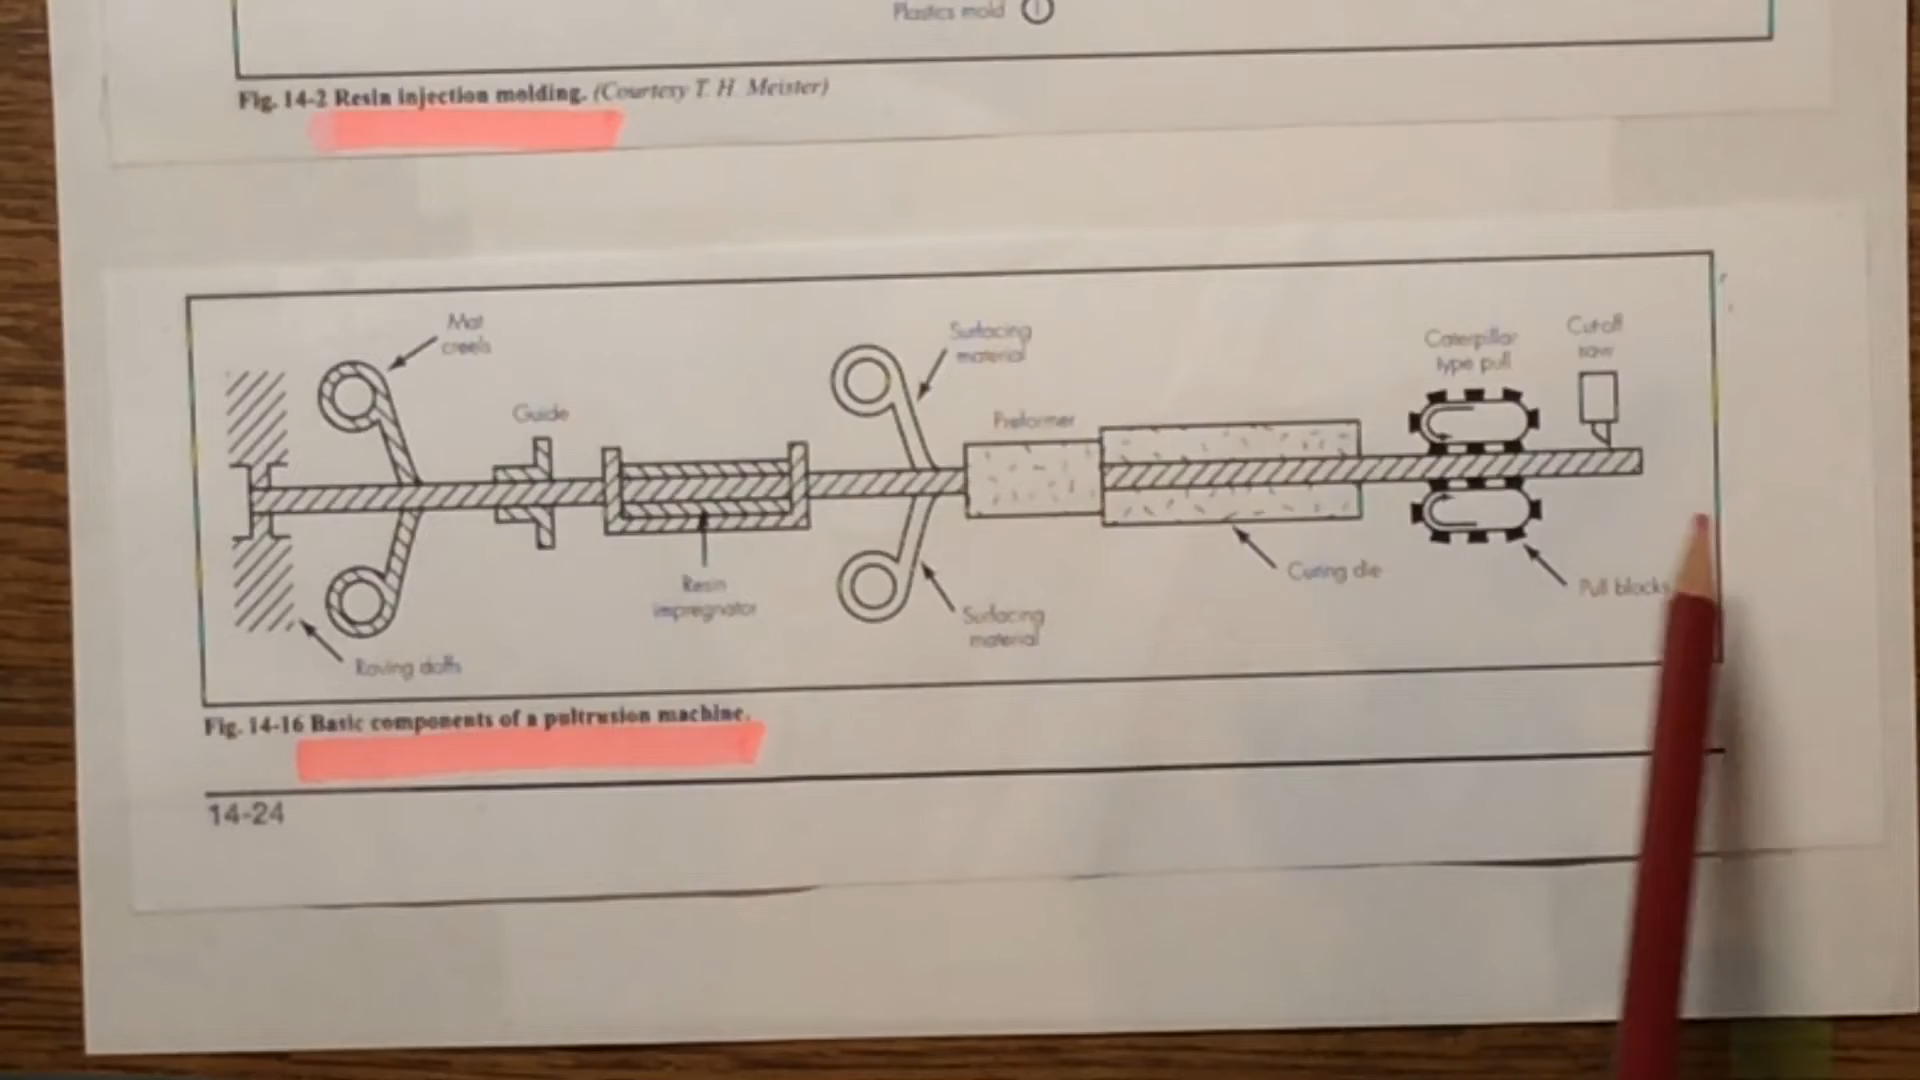 Plastics mold 1
Fig. 14-2 Resin injection molding. (Courtesy T. H. Meister)
Mat
creels
Surfacing
material
Caterpillar
type pull
Cutoff
saw
Guide
Preformer
Resin
impregnator
Curing die
Pull blocks
Surfacing
material
Roving doffs
Fig. 14-16 Basic components of a pultrusion machine.
14-24